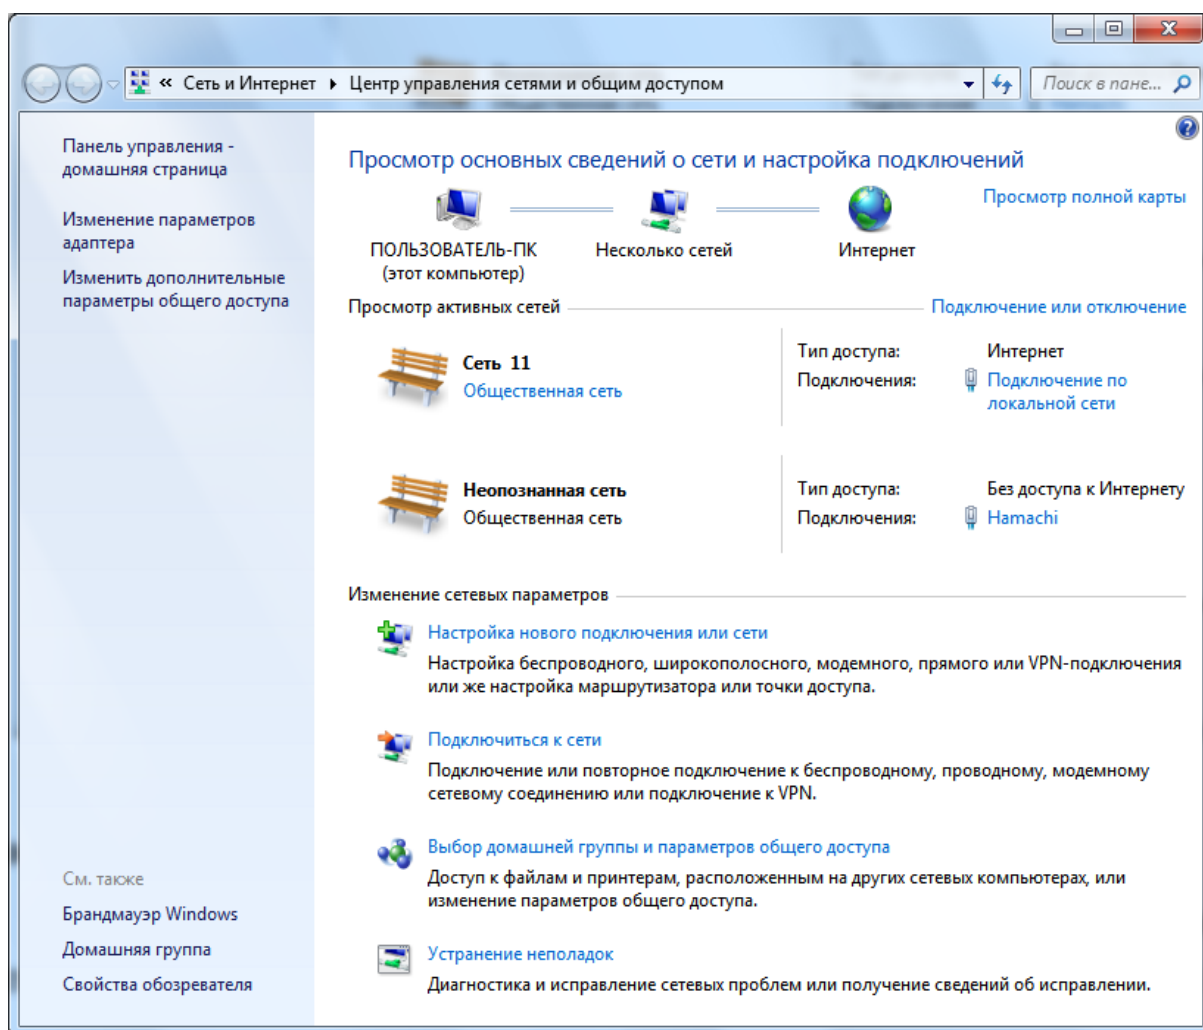 « Сеть и Интернет ▸ Центр управления сетями и общим доступом
Поиск в пане...
Панель управления -
домашняя страница
Изменение параметров
адаптера
Изменить дополнительные
параметры общего доступа
См. также
Брандмауэр Windows
Домашняя группа
Свойства обозревателя
Просмотр основных сведений о сети и настройка подключений
Просмотр полной карты
ПОЛЬЗОВАТЕЛЬ-ПК
(этот компьютер)
Несколько сетей
Интернет
Просмотр активных сетей
Подключение или отключение
Сеть 11
Общественная сеть
Тип доступа: Интернет
Подключения: Подключение по
локальной сети
Неопознанная сеть
Общественная сеть
Тип доступа: Без доступа к Интернету
Подключения: Hamachi
Изменение сетевых параметров
Настройка нового подключения или сети
Настройка беспроводного, широкополосного, модемного, прямого или VPN-подключения
или же настройка маршрутизатора или точки доступа.
Подключиться к сети
Подключение или повторное подключение к беспроводному, проводному, модемному
сетевому соединению или подключение к VPN.
Выбор домашней группы и параметров общего доступа
Доступ к файлам и принтерам, расположенным на других сетевых компьютерах, или
изменение параметров общего доступа.
Устранение неполадок
Диагностика и исправление сетевых проблем или получение сведений об исправлении.